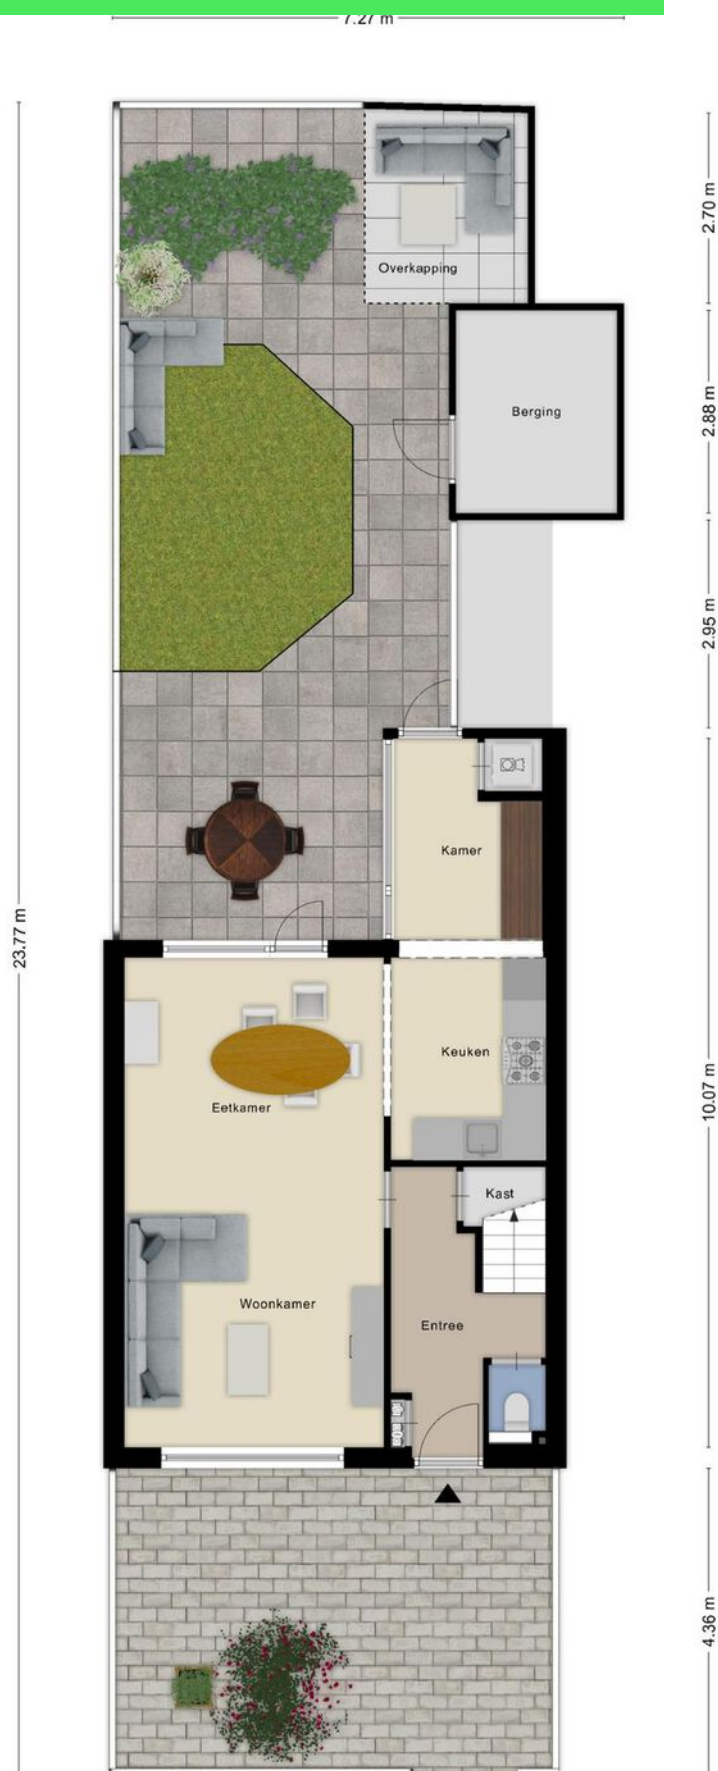 7.27 m
2.70 m
Overkapping
2.88 m
Berging
2.95 m
Kamer
23.77 m
Keuken
10.07 m
Eetkamer
Kast
Woonkamer
Entree
4.36 m